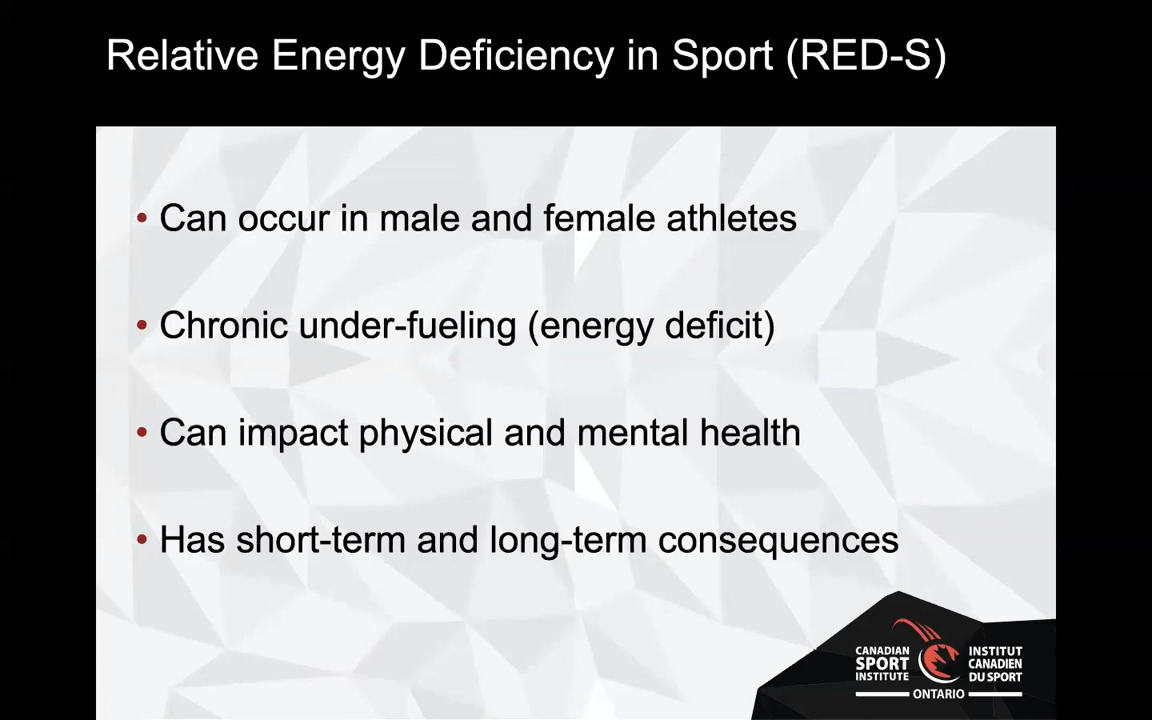 Relative Energy Deficiency in Sport (RED-S)
• Can occur in male and female athletes
• Chronic under-fueling (energy deficit)
• Can impact physical and mental health
• Has short-term and long-term consequences
CANADIAN
SPORT
INSTITUTE
INSTITUT
CANADIEN
DU SPORT
ONTARIO